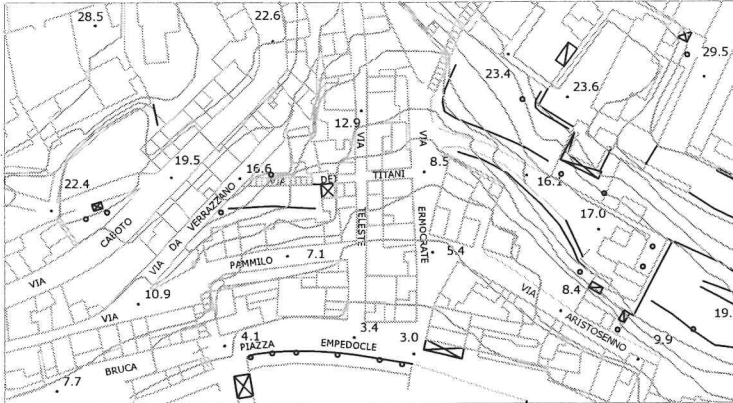 28.5
22.6
29.5
23.4
23.6
12.9
VIA
VIA
8.5
16.6
19.5
VIA DEI TITANI
16.1
22.4
CABOTO
VIA DA VERRAZZANO
TELESTE
ERMOCRATE
17.0
VIA
PAMMILO
7.1
5.4
8.4
VIA
ARISTOSENNO
19.
10.9
VIA
4.1
3.4
3.0
9.9
PIAZZA EMPEDOCLE
BRUCA
7.7